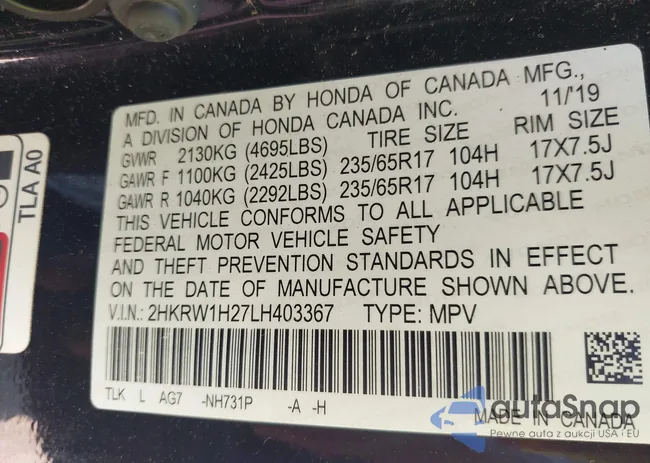 MFD. IN CANADA BY HONDA OF CANADA MFG.,
A DIVISION OF HONDA CANADA INC. 11/'19
GVWR 2130KG (4695LBS) TIRE SIZE RIM SIZE
GAWR F 1100KG (2425LBS) 235/65R17 104H 17X7.5J
GAWR R 1040KG (2292LBS) 235/65R17 104H 17X7.5J
THIS VEHICLE CONFORMS TO ALL APPLICABLE
FEDERAL MOTOR VEHICLE SAFETY
AND THEFT PREVENTION STANDARDS IN EFFECT
ON THE DATE OF MANUFACTURE SHOWN ABOVE.
V.I.N.: 2HKRW1H27LH403367 TYPE: MPV
TLK L AG7 -NH731P -A -H
MADE IN CANADA
TLA A0
autoSnap
Pewne auta z aukcji USA i EU